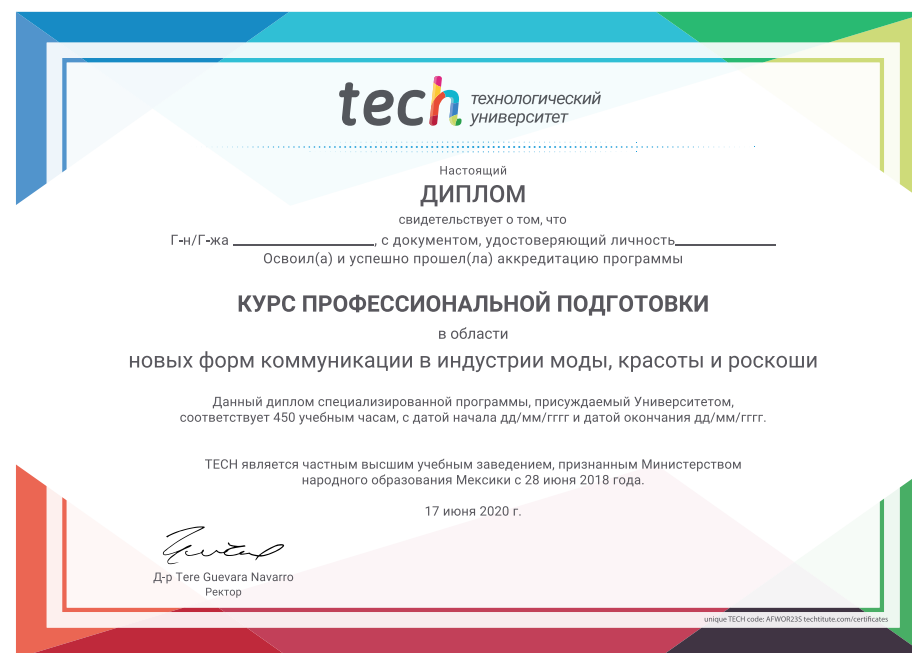 tech технологический
университет
Настоящий
ДИПЛОМ
свидетельствует о том, что
Г-н/Г-жа ____________, с документом, удостоверяющий личность____________
Освоил(а) и успешно прошел(ла) аккредитацию программы
КУРС ПРОФЕССИОНАЛЬНОЙ ПОДГОТОВКИ
в области
новых форм коммуникации в индустрии моды, красоты и роскоши
Данный диплом специализированной программы, присуждаемый Университетом,
соответствует 450 учебным часам, с датой начала дд/мм/гггг и датой окончания дд/мм/гггг.
TECH является частным высшим учебным заведением, признанным Министерством
народного образования Мексики с 28 июня 2018 года.
17 июня 2020 г.
Д-р Tere Guevara Navarro
Ректор
unique TECH code: AFWOR23S techtitute.com/certificates